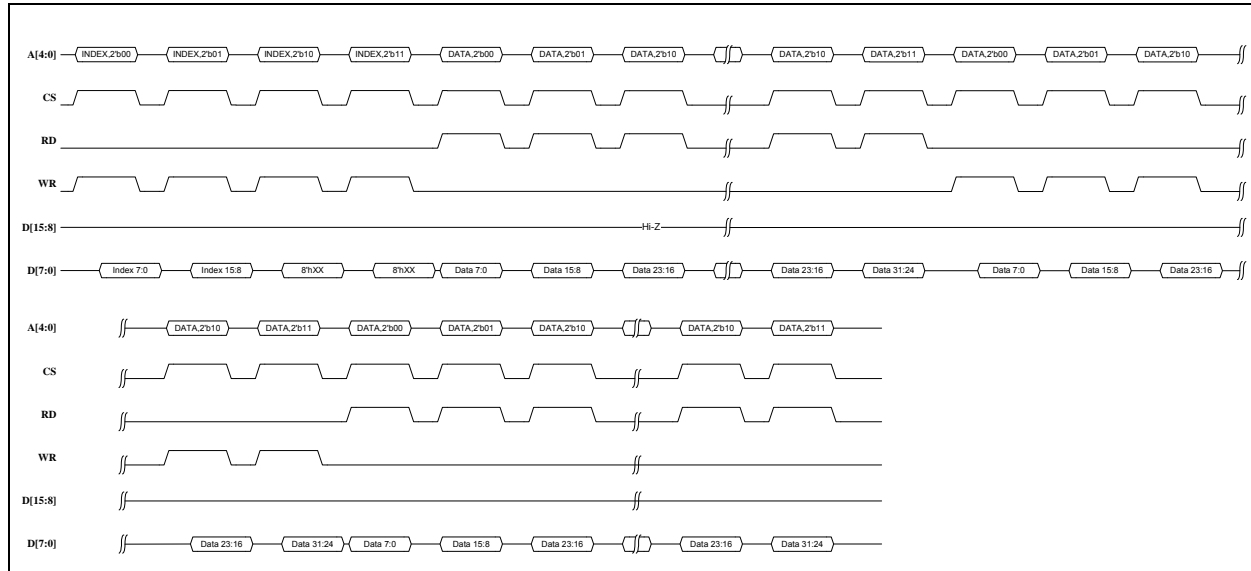 A[4:0] INDEX,2'b00 INDEX,2'b01 INDEX,2'b10 INDEX,2'b11 DATA,2'b00 DATA,2'b01 DATA,2'b10 DATA,2'b10 DATA,2'b11 DATA,2'b00 DATA,2'b01 DATA,2'b10
CS
RD
WR
D[15:8] Hi-Z
D[7:0] Index 7:0 Index 15:8 8'hXX 8'hXX Data 7:0 Data 15:8 Data 23:16 Data 23:16 Data 31:24 Data 7:0 Data 15:8 Data 23:16
A[4:0] DATA,2'b10 DATA,2'b11 DATA,2'b00 DATA,2'b01 DATA,2'b10 DATA,2'b10 DATA,2'b11
CS
RD
WR
D[15:8]
D[7:0] Data 23:16 Data 31:24 Data 7:0 Data 15:8 Data 23:16 Data 23:16 Data 31:24